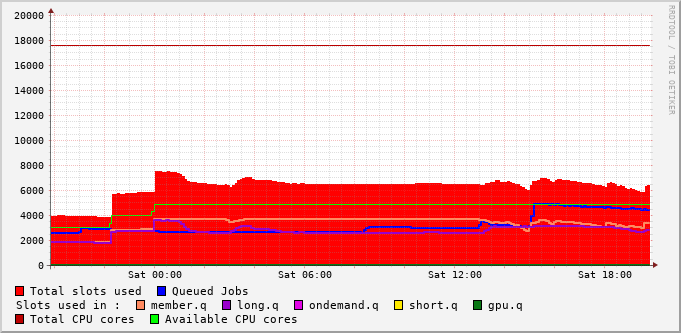 20000
18000
16000
14000
12000
10000
8000
6000
4000
2000
0
Sat 00:00 Sat 06:00 Sat 12:00 Sat 18:00
Total slots used Queued Jobs
Slots used in : member.q long.q ondemand.q short.q gpu.q
Total CPU cores Available CPU cores
RRDTOOL / TOBI OETIKER